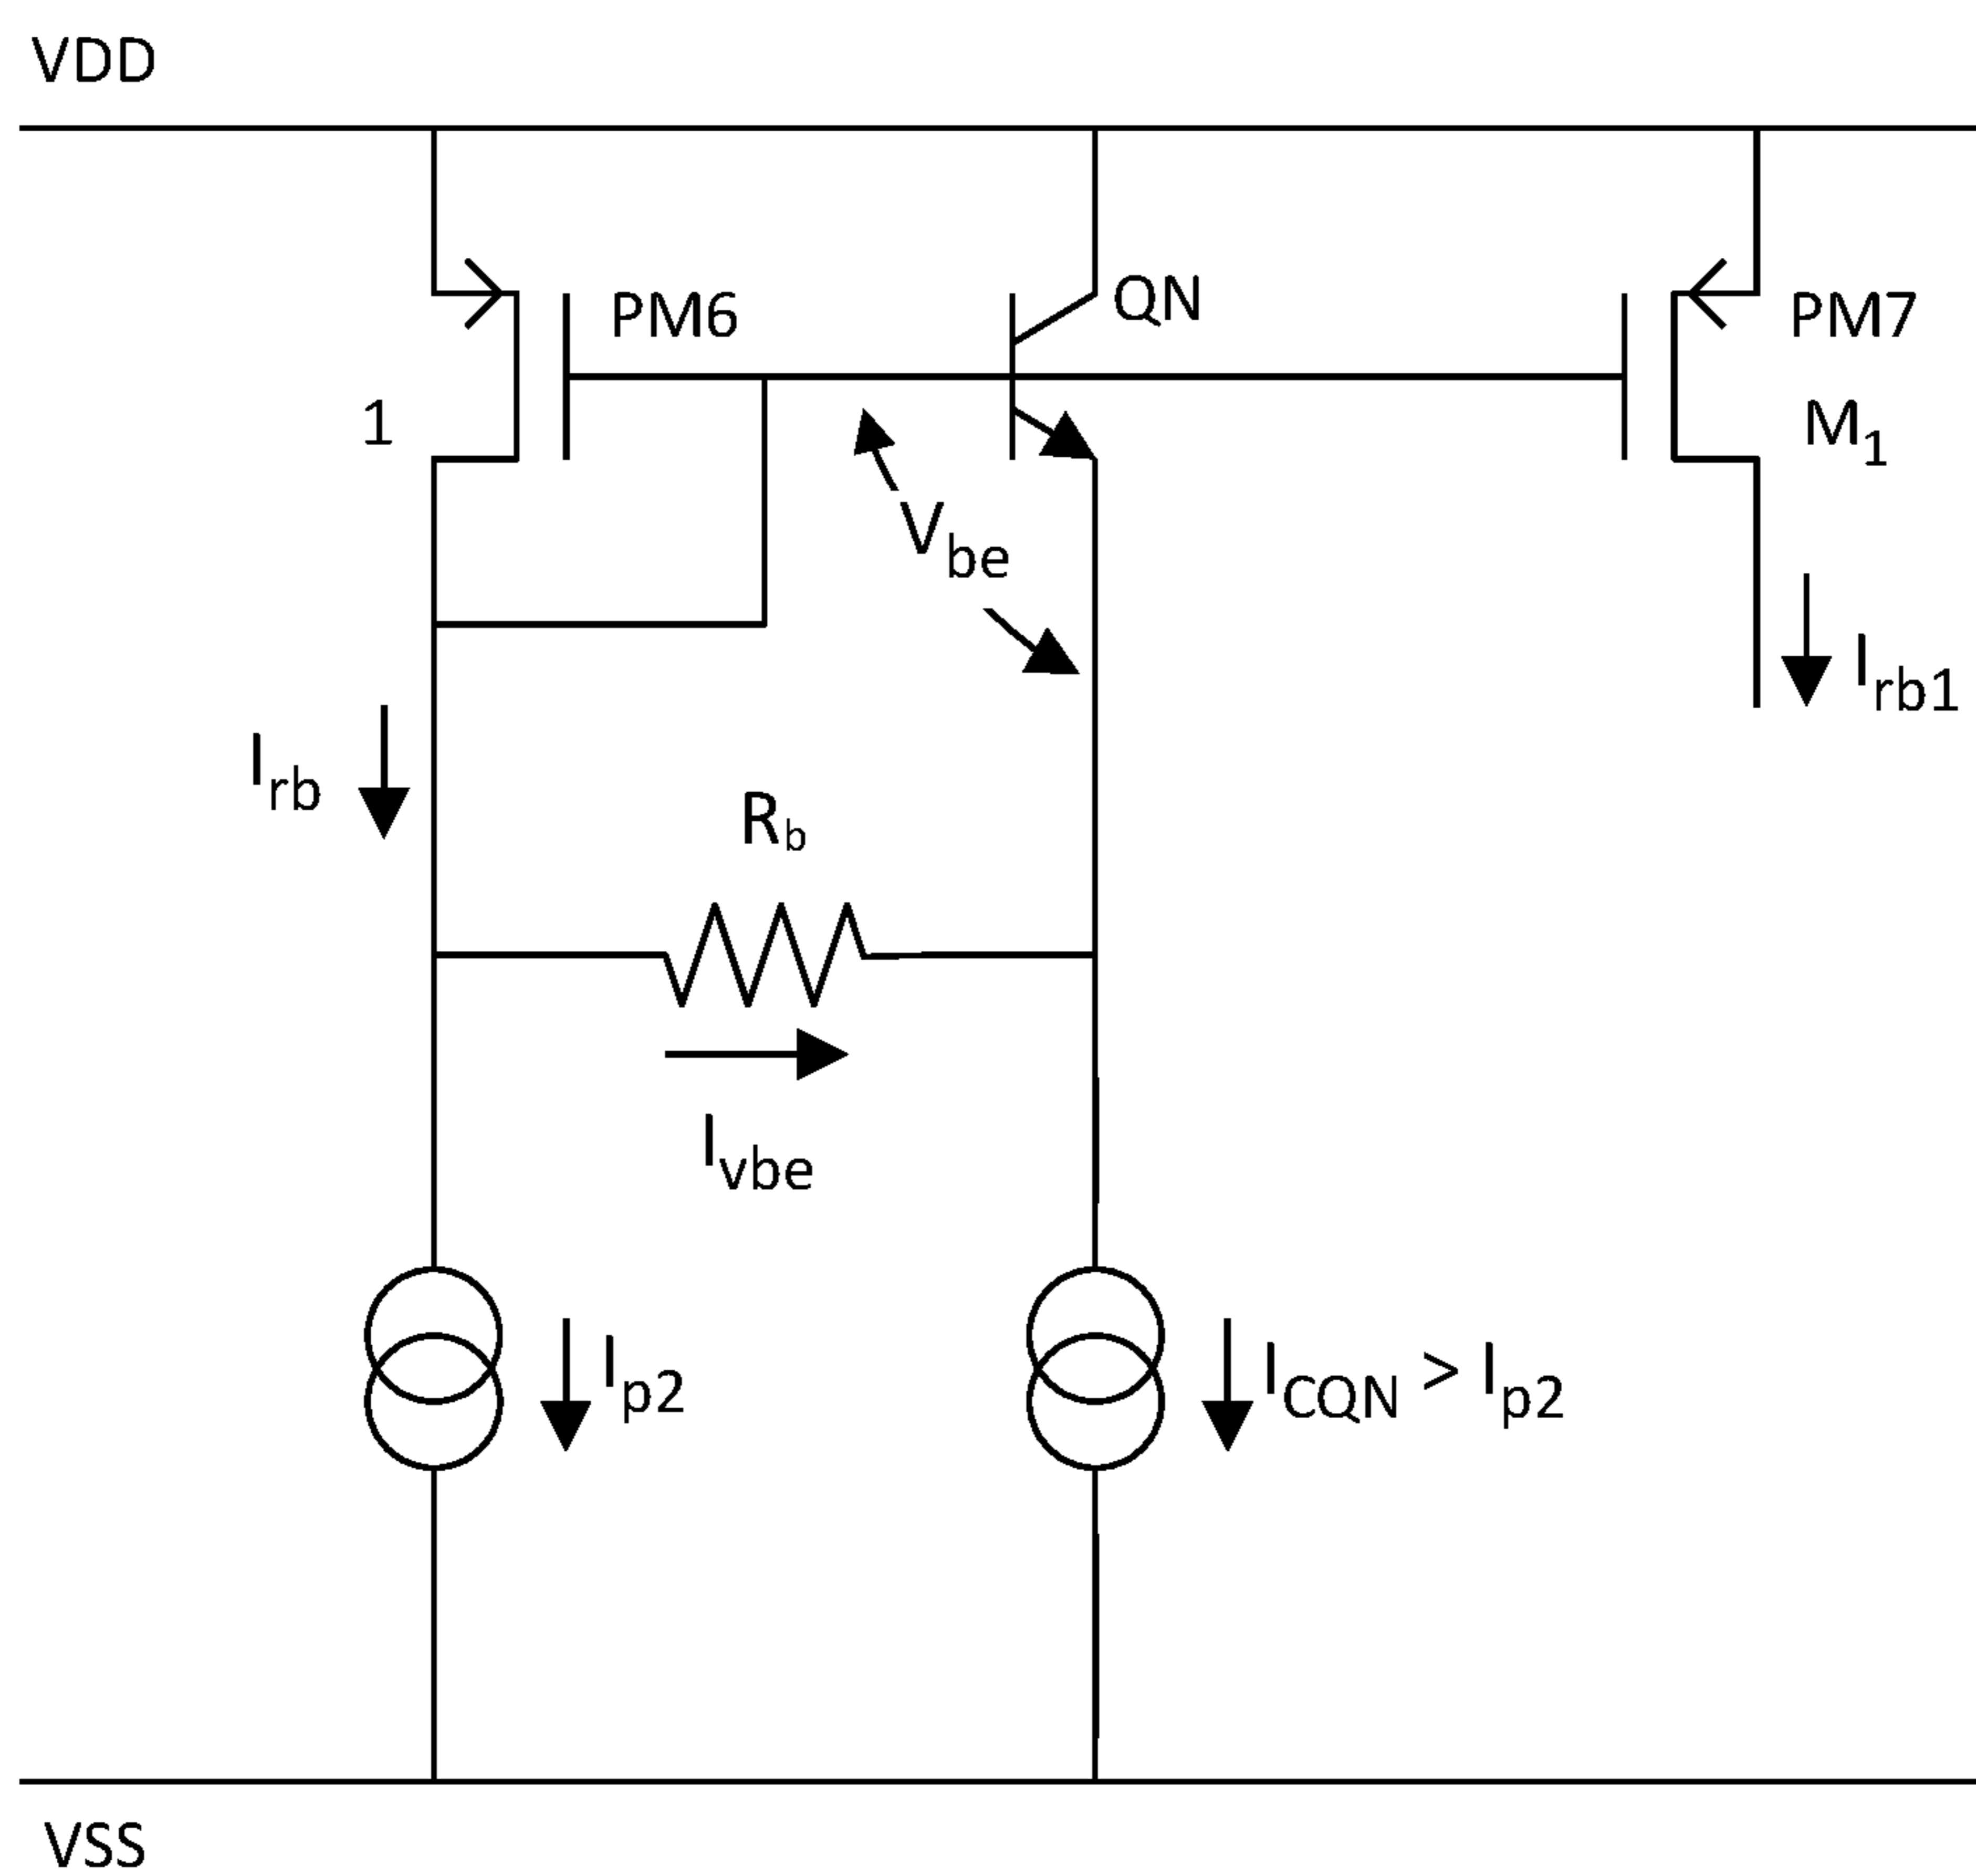 VDD
PM6
QN
PM7
1
M1
Vbe
Irb1
Irb
Rb
Ivbe
Ip2
ICQN > Ip2
VSS